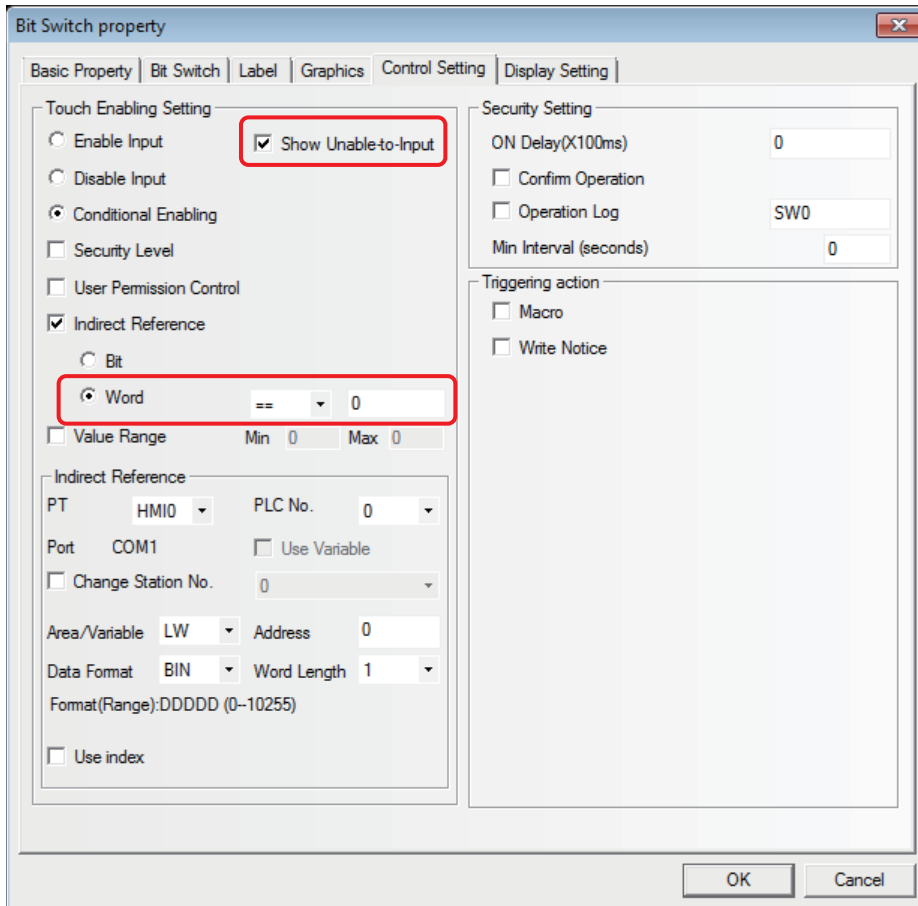 Bit Switch property
Basic Property Bit Switch Label Graphics Control Setting Display Setting
Touch Enabling Setting
Enable Input Show Unable-to-Input
Disable Input
Conditional Enabling
Security Level
User Permission Control
Indirect Reference
Bit
Word == 0
Value Range Min 0 Max 0
Indirect Reference
PT HMI0 PLC No. 0
Port COM1 Use Variable
Change Station No. 0
Area/Variable LW Address 0
Data Format BIN Word Length 1
Format(Range):DDDDD (0--10255)
Use index
Security Setting
ON Delay(X100ms) 0
Confirm Operation
Operation Log SW0
Min Interval (seconds) 0
Triggering action
Macro
Write Notice
OK Cancel